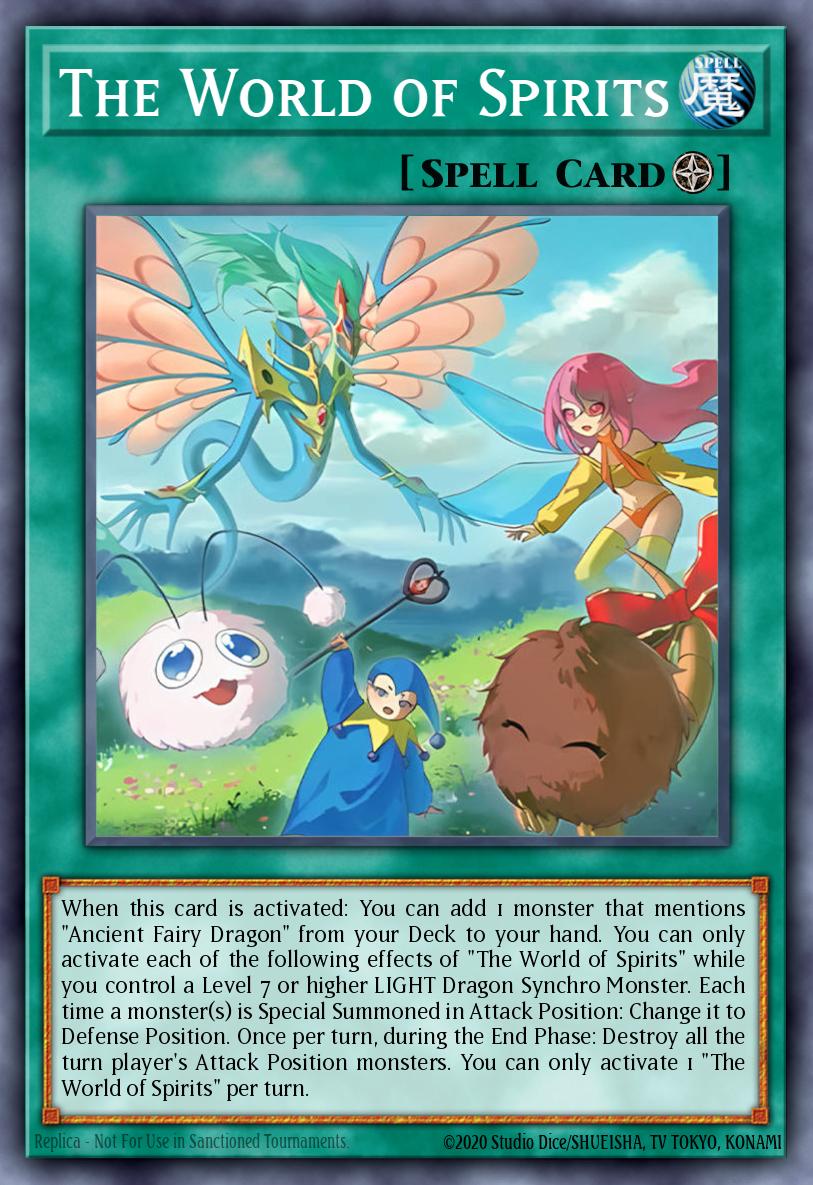 THE WORLD OF SPIRITS
SPELL
魔
[SPELL CARD]
When this card is activated: You can add 1 monster that mentions
"Ancient Fairy Dragon" from your Deck to your hand. You can only
activate each of the following effects of "The World of Spirits" while
you control a Level 7 or higher LIGHT Dragon Synchro Monster. Each
time a monster(s) is Special Summoned in Attack Position: Change it to
Defense Position. Once per turn, during the End Phase: Destroy all the
turn player's Attack Position monsters. You can only activate 1 "The
World of Spirits" per turn.
Replica - Not For Use in Sanctioned Tournaments.
©2020 Studio Dice/SHUEISHA, TV TOKYO, KONAMI